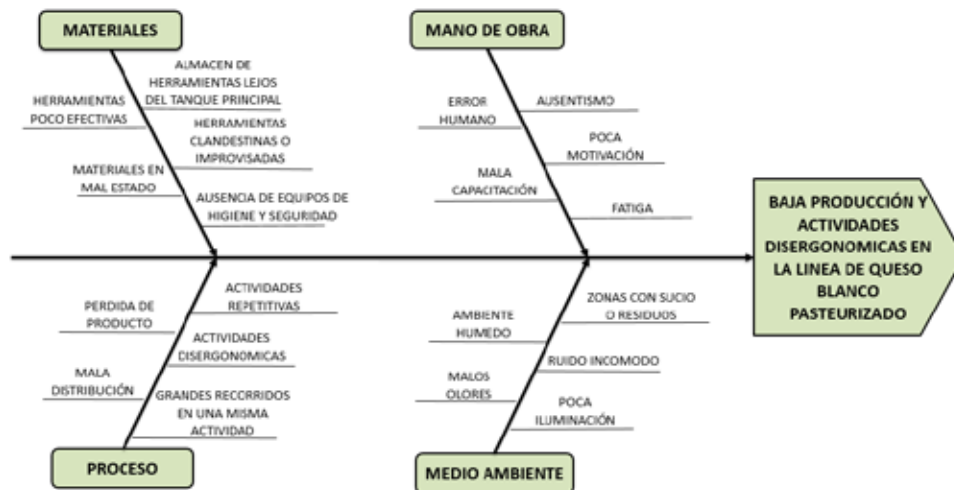 MATERIALES
ALMACEN DE
HERRAMIENTAS LEJOS
DEL TANQUE PRINCIPAL
HERRAMIENTAS
POCO EFECTIVAS
HERRAMIENTAS
CLANDESTINAS O
IMPROVISADAS
MATERIALES EN
MAL ESTADO
AUSENCIA DE EQUIPOS DE
HIGIENE Y SEGURIDAD
MANO DE OBRA
ERROR
HUMANO
AUSENTISMO
POCA
MOTIVACIÓN
MALA
CAPACITACIÓN
FATIGA
BAJA PRODUCCIÓN Y
ACTIVIDADES
DISERGONOMICAS EN
LA LINEA DE QUESO
BLANCO
PASTEURIZADO
ACTIVIDADES
REPETITIVAS
PERDIDA DE
PRODUCTO
ACTIVIDADES
DISERGONOMICAS
MALA
DISTRIBUCIÓN
GRANDES RECORRIDOS
EN UNA MISMA
ACTIVIDAD
PROCESO
ZONAS CON SUCIO
O RESIDUOS
AMBIENTE
HUMEDO
RUIDO INCOMODO
MALOS
OLORES
POCA
ILUMINACIÓN
MEDIO AMBIENTE